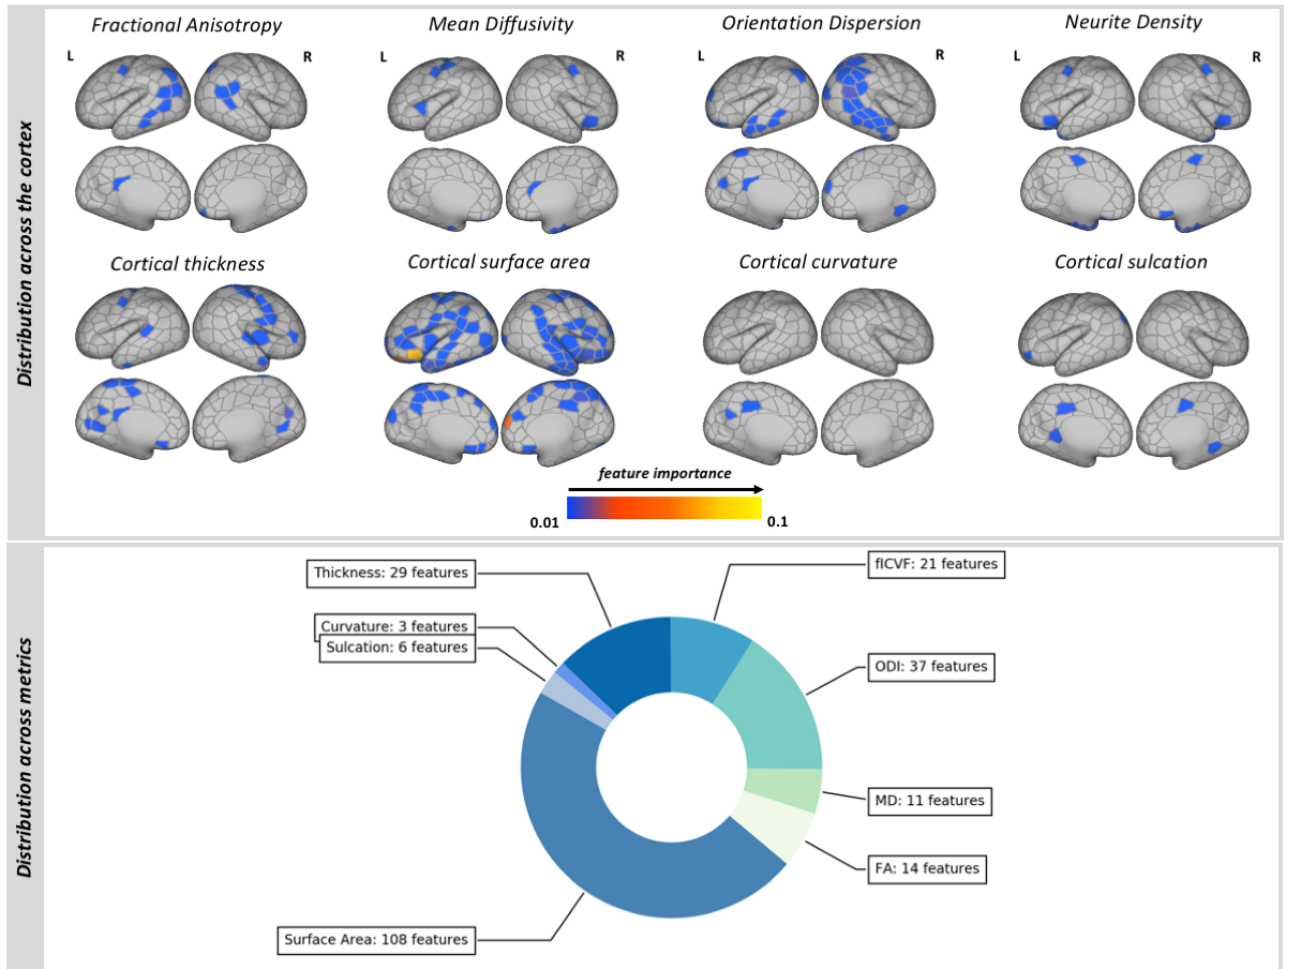 Distribution across the cortex
Fractional Anisotropy
Mean Diffusivity
Orientation Dispersion
Neurite Density
L
R
L
R
L
R
L
R
Cortical thickness
Cortical surface area
Cortical curvature
Cortical sulcation
feature importance
0.01
0.1
Distribution across metrics
Thickness: 29 features
fICVF: 21 features
Curvature: 3 features
Sulcation: 6 features
ODI: 37 features
MD: 11 features
FA: 14 features
Surface Area: 108 features